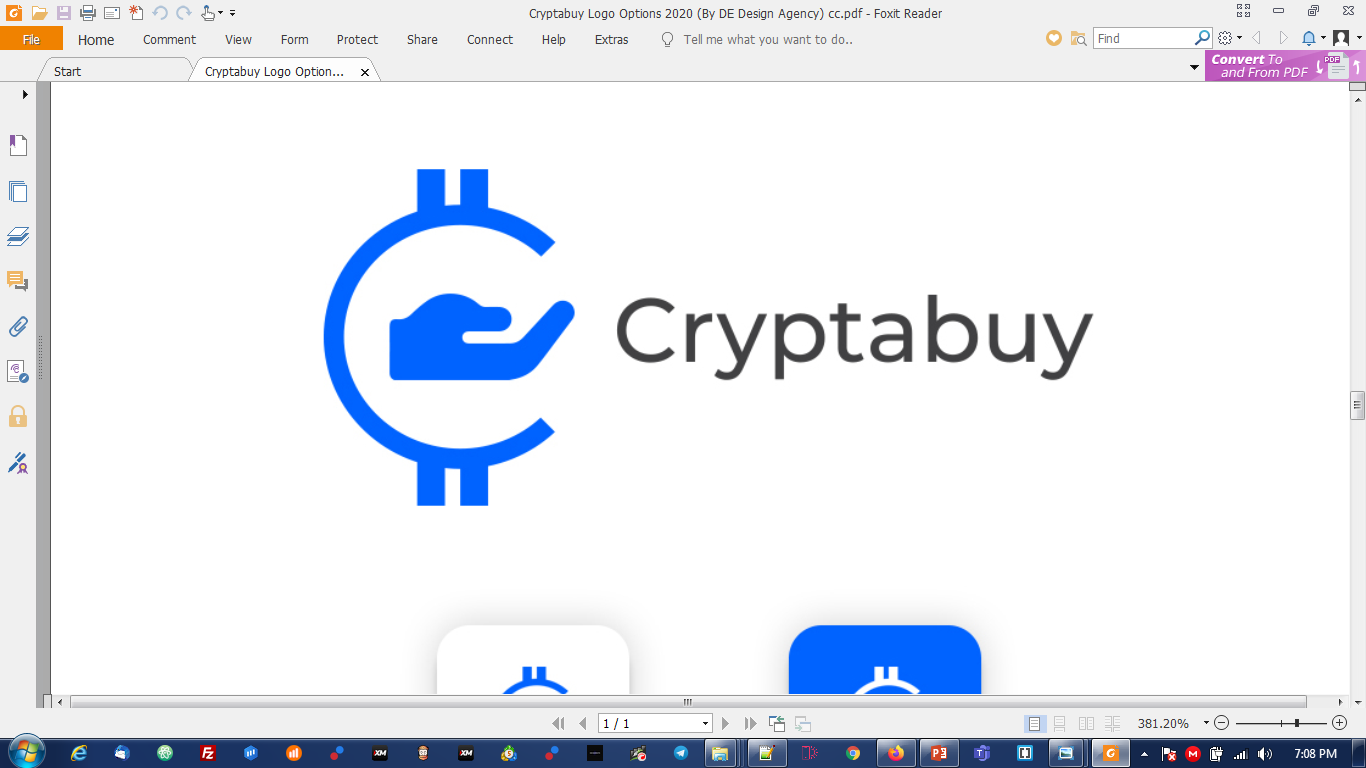 Cryptabuy Logo Options 2020 (By DE Design Agency) cc.pdf - Foxit Reader
File Home Comment View Form Protect Share Connect Help Extras Tell me what you want to do.. Find
Start Cryptabuy Logo Option...
Convert To
and From PDF
PDF
Cryptabuy
1 / 1 381.20%
7:08 PM